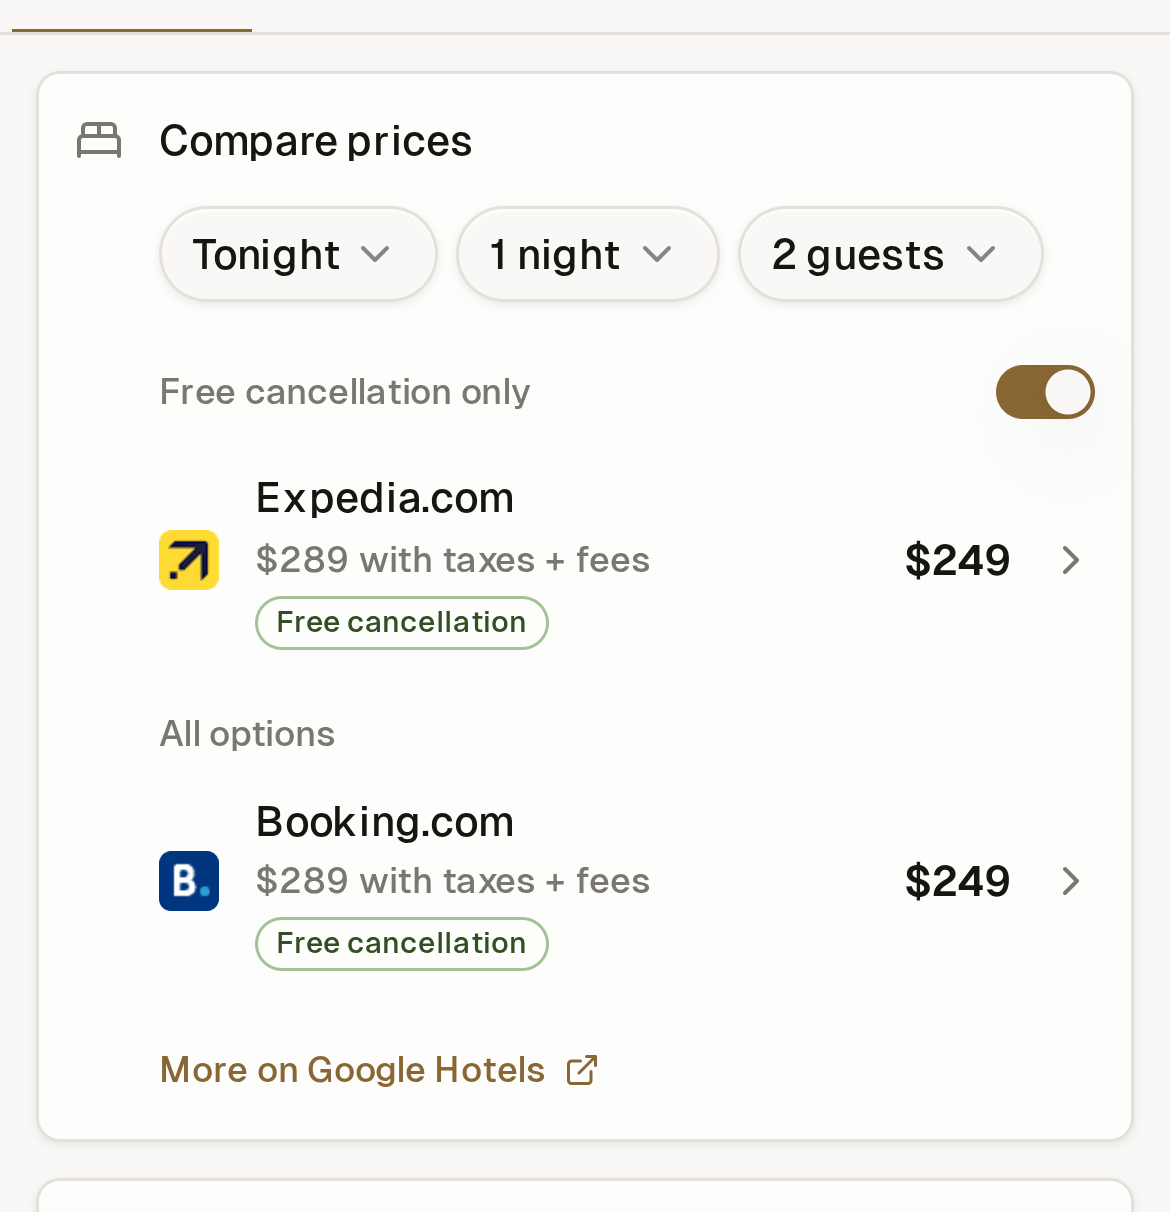 Compare prices
Tonight
1 night
2 guests
Free cancellation only
Expedia.com
$289 with taxes + fees
$249
Free cancellation
All options
Booking.com
B.
$289 with taxes + fees
$249
Free cancellation
More on Google Hotels